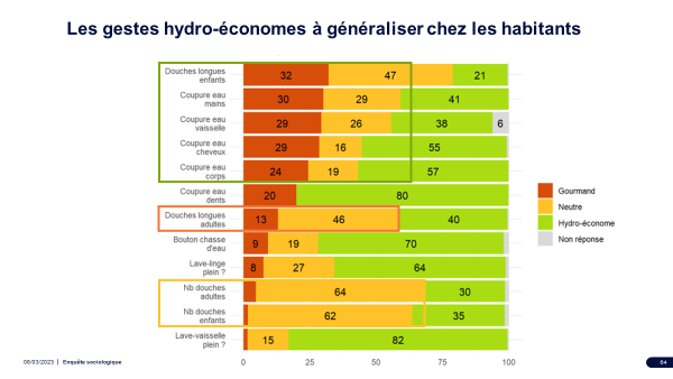 Les gestes hydro-économes à généraliser chez les habitants
Douches longues
enfants
32 47 21
Coupure eau
mains
30 29 41
Coupure eau
vaisselle
29 26 38 6
Coupure eau
cheveux
29 16 55
Coupure eau
corps
24 19 57
Coupure eau
dents
20 80
Douches longues
adultes
13 46 40
Bouton chasse
d'eau
9 19 70
Lave-linge
plein ?
8 27 64
Nb douches
adultes
64 30
Nb douches
enfants
62 35
Lave-vaisselle
plein ?
15 82
0 25 50 75 100
Gourmand
Neutre
Hydro-économe
Non réponse
08/03/2023 | Enquête sociologique
64